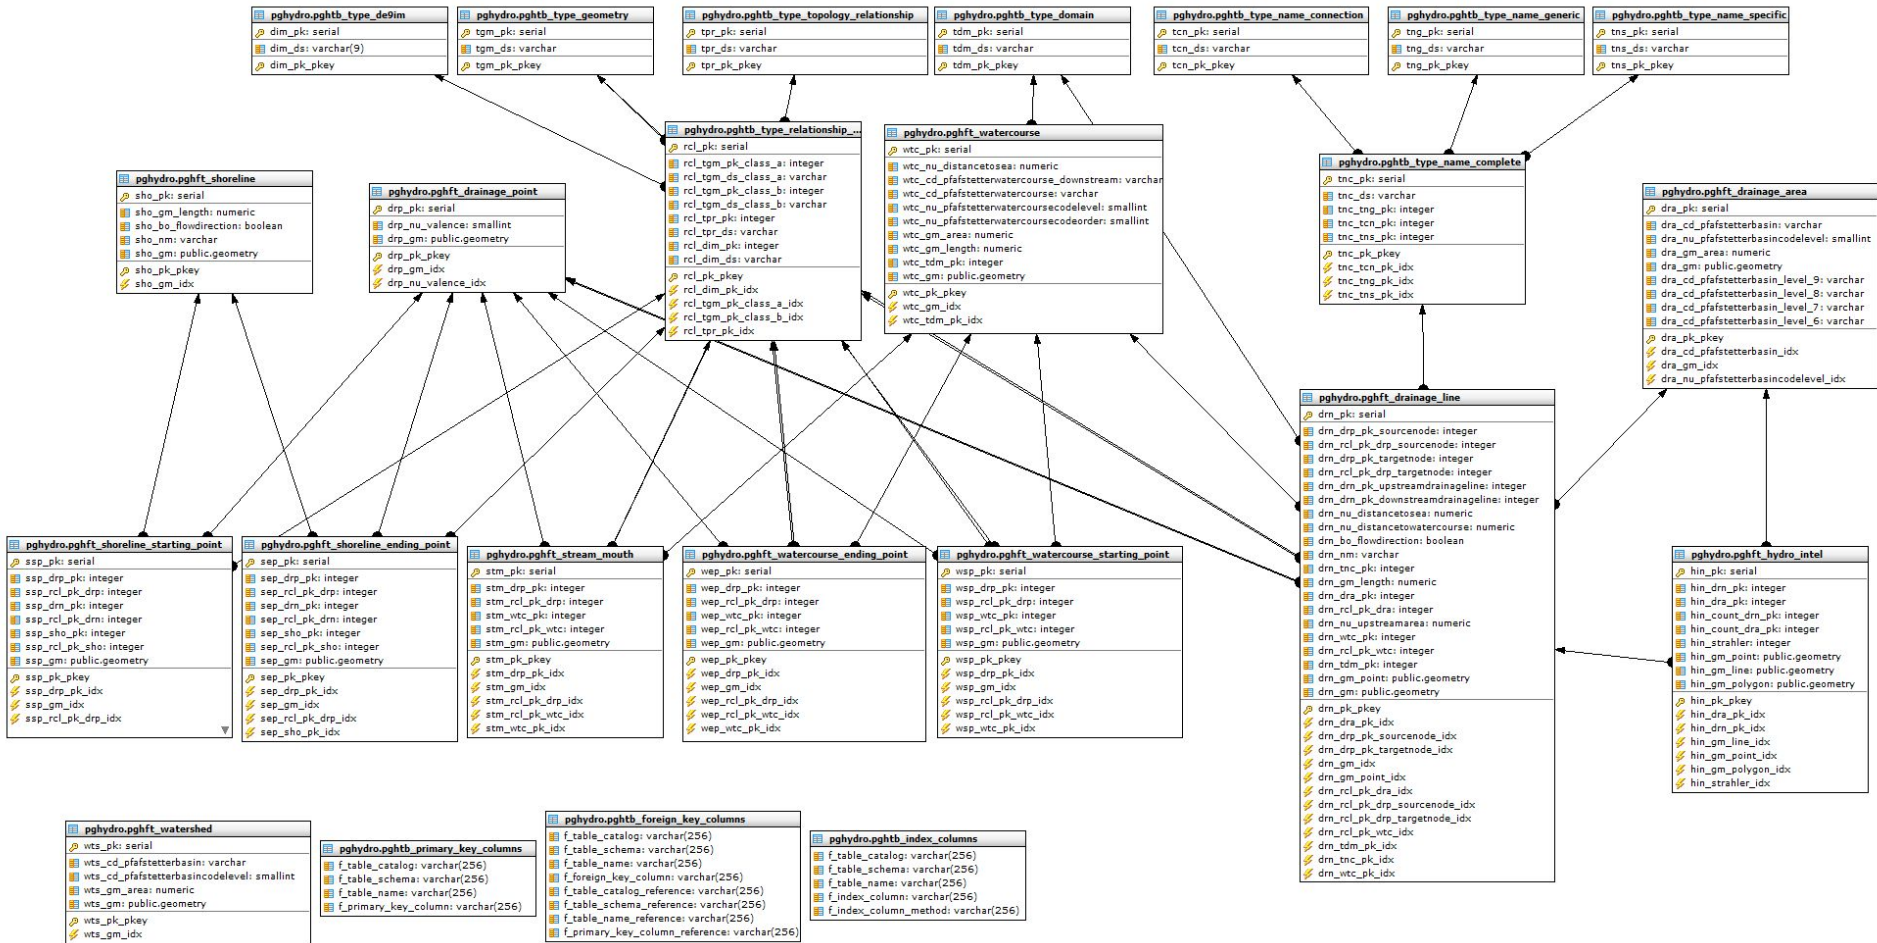 pghydro.pghtb_type_de9im
dim_pk: serial
dim_ds: varchar(9)
dim_pk_pkey
pghydro.pghtb_type_geometry
tgm_pk: serial
tgm_ds: varchar
tgm_pk_pkey
pghydro.pghtb_type_topology_relationship
tpr_pk: serial
tpr_ds: varchar
tpr_pk_pkey
pghydro.pghtb_type_domain
tdm_pk: serial
tdm_ds: varchar
tdm_pk_pkey
pghydro.pghtb_type_name_connection
tcn_pk: serial
tcn_ds: varchar
tcn_pk_pkey
pghydro.pghtb_type_name_generic
tng_pk: serial
tng_ds: varchar
tng_pk_pkey
pghydro.pghtb_type_name_specific
tns_pk: serial
tns_ds: varchar
tns_pk_pkey
pghydro.pghft_shoreline
sho_pk: serial
sho_gm_length: numeric
sho_bo_flowdirection: boolean
sho_nm: varchar
sho_gm: public.geometry
sho_pk_pkey
sho_gm_idx
pghydro.pghft_drainage_point
drp_pk: serial
drp_nu_valence: smallint
drp_gm: public.geometry
drp_pk_pkey
drp_gm_idx
drp_nu_valence_idx
pghydro.pghtb_type_relationship_...
rcl_pk: serial
rcl_tgm_pk_class_a: integer
rcl_tgm_ds_class_a: varchar
rcl_tgm_pk_class_b: integer
rcl_tgm_ds_class_b: varchar
rcl_tpr_pk: integer
rcl_tpr_ds: varchar
rcl_dim_pk: integer
rcl_dim_ds: varchar
rcl_pk_pkey
rcl_dim_pk_idx
rcl_tgm_pk_class_a_idx
rcl_tgm_pk_class_b_idx
rcl_tpr_pk_idx
pghydro.pghft_watercourse
wtc_pk: serial
wtc_nu_distancetosea: numeric
wtc_cd_pfafstetterwatercourse_downstream: varchar
wtc_cd_pfafstetterwatercourse: varchar
wtc_nu_pfafstetterwatercoursecodelevel: smallint
wtc_nu_pfafstetterwatercoursecodeorder: smallint
wtc_gm_area: numeric
wtc_gm_length: numeric
wtc_tdm_pk: integer
wtc_gm: public.geometry
wtc_pk_pkey
wtc_gm_idx
wtc_tdm_pk_idx
pghydro.pghtb_type_name_complete
tnc_pk: serial
tnc_ds: varchar
tnc_tng_pk: integer
tnc_tcn_pk: integer
tnc_tns_pk: integer
tnc_pk_pkey
tnc_tcn_pk_idx
tnc_tng_pk_idx
tnc_tns_pk_idx
pghydro.pghft_drainage_area
dra_pk: serial
dra_cd_pfafstetterbasin: varchar
dra_nu_pfafstetterbasincodelevel: smallint
dra_gm_area: numeric
dra_gm: public.geometry
dra_cd_pfafstetterbasin_level_9: varchar
dra_cd_pfafstetterbasin_level_8: varchar
dra_cd_pfafstetterbasin_level_7: varchar
dra_cd_pfafstetterbasin_level_6: varchar
dra_pk_pkey
dra_cd_pfafstetterbasin_idx
dra_gm_idx
dra_nu_pfafstetterbasincodelevel_idx
pghydro.pghft_drainage_line
drn_pk: serial
drn_drp_pk_sourcenode: integer
drn_rcl_pk_drp_sourcenode: integer
drn_drp_pk_targetnode: integer
drn_rcl_pk_drp_targetnode: integer
drn_drn_pk_upstreamdrainageline: integer
drn_drn_pk_downstreamdrainageline: integer
drn_nu_distancetosea: numeric
drn_nu_distancetowatercourse: numeric
drn_bo_flowdirection: boolean
drn_nm: varchar
drn_tnc_pk: integer
drn_gm_length: numeric
drn_dra_pk: integer
drn_rcl_pk_dra: integer
drn_nu_upstreamarea: numeric
drn_wtc_pk: integer
drn_rcl_pk_wtc: integer
drn_tdm_pk: integer
drn_gm_point: public.geometry
drn_gm: public.geometry
drn_pk_pkey
drn_dra_pk_idx
drn_drp_pk_sourcenode_idx
drn_drp_pk_targetnode_idx
drn_gm_idx
drn_gm_point_idx
drn_rcl_pk_dra_idx
drn_rcl_pk_drp_sourcenode_idx
drn_rcl_pk_drp_targetnode_idx
drn_rcl_pk_wtc_idx
drn_tdm_pk_idx
drn_tnc_pk_idx
drn_wtc_pk_idx
pghydro.pghft_shoreline_starting_point
ssp_pk: serial
ssp_drp_pk: integer
ssp_rcl_pk_drp: integer
ssp_drn_pk: integer
ssp_rcl_pk_drn: integer
ssp_sho_pk: integer
ssp_rcl_pk_sho: integer
ssp_gm: public.geometry
ssp_pk_pkey
ssp_drp_pk_idx
ssp_gm_idx
ssp_rcl_pk_drp_idx
pghydro.pghft_shoreline_ending_point
sep_pk: serial
sep_drp_pk: integer
sep_rcl_pk_drp: integer
sep_drn_pk: integer
sep_rcl_pk_drn: integer
sep_sho_pk: integer
sep_rcl_pk_sho: integer
sep_gm: public.geometry
sep_pk_pkey
sep_drp_pk_idx
sep_gm_idx
sep_rcl_pk_drp_idx
sep_sho_pk_idx
pghydro.pghft_stream_mouth
stm_pk: serial
stm_drp_pk: integer
stm_rcl_pk_drp: integer
stm_wtc_pk: integer
stm_rcl_pk_wtc: integer
stm_gm: public.geometry
stm_pk_pkey
stm_drp_pk_idx
stm_gm_idx
stm_rcl_pk_drp_idx
stm_rcl_pk_wtc_idx
stm_wtc_pk_idx
pghydro.pghft_watercourse_ending_point
wep_pk: serial
wep_drp_pk: integer
wep_rcl_pk_drp: integer
wep_wtc_pk: integer
wep_rcl_pk_wtc: integer
wep_gm: public.geometry
wep_pk_pkey
wep_drp_pk_idx
wep_gm_idx
wep_rcl_pk_drp_idx
wep_rcl_pk_wtc_idx
wep_wtc_pk_idx
pghydro.pghft_watercourse_starting_point
wsp_pk: serial
wsp_drp_pk: integer
wsp_rcl_pk_drp: integer
wsp_wtc_pk: integer
wsp_rcl_pk_wtc: integer
wsp_gm: public.geometry
wsp_pk_pkey
wsp_drp_pk_idx
wsp_gm_idx
wsp_rcl_pk_drp_idx
wsp_rcl_pk_wtc_idx
wsp_wtc_pk_idx
pghydro.pghft_hydro_intel
hin_pk: serial
hin_drn_pk: integer
hin_dra_pk: integer
hin_count_drn_pk: integer
hin_count_dra_pk: integer
hin_strahler: integer
hin_gm_point: public.geometry
hin_gm_line: public.geometry
hin_gm_polygon: public.geometry
hin_pk_pkey
hin_dra_pk_idx
hin_drn_pk_idx
hin_gm_line_idx
hin_gm_point_idx
hin_gm_polygon_idx
hin_strahler_idx
pghydro.pghft_watershed
wts_pk: serial
wts_cd_pfafstetterbasin: varchar
wts_cd_pfafstetterbasincodelevel: smallint
wts_gm_area: numeric
wts_gm: public.geometry
wts_pk_pkey
wts_gm_idx
pghydro.pghtb_primary_key_columns
f_table_catalog: varchar(256)
f_table_schema: varchar(256)
f_table_name: varchar(256)
f_primary_key_column: varchar(256)
pghydro.pghtb_foreign_key_columns
f_table_catalog: varchar(256)
f_table_schema: varchar(256)
f_table_name: varchar(256)
f_foreign_key_column: varchar(256)
f_table_catalog_reference: varchar(256)
f_table_schema_reference: varchar(256)
f_table_name_reference: varchar(256)
f_primary_key_column_reference: varchar(256)
pghydro.pghtb_index_columns
f_table_catalog: varchar(256)
f_table_schema: varchar(256)
f_table_name: varchar(256)
f_index_column: varchar(256)
f_index_column_method: varchar(256)